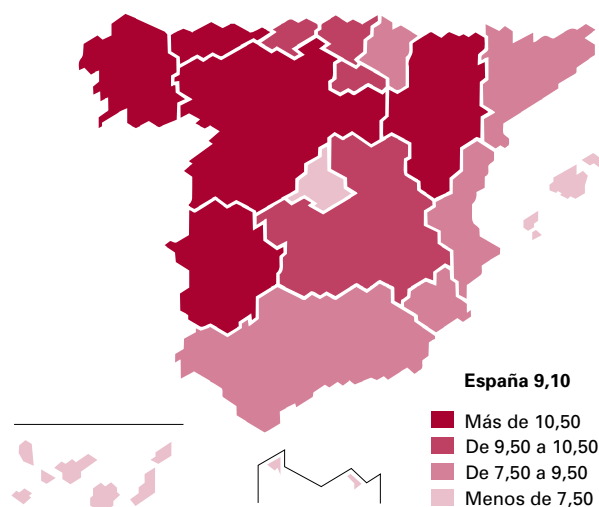 España 9,10
Más de 10,50
De 9,50 a 10,50
De 7,50 a 9,50
Menos de 7,50